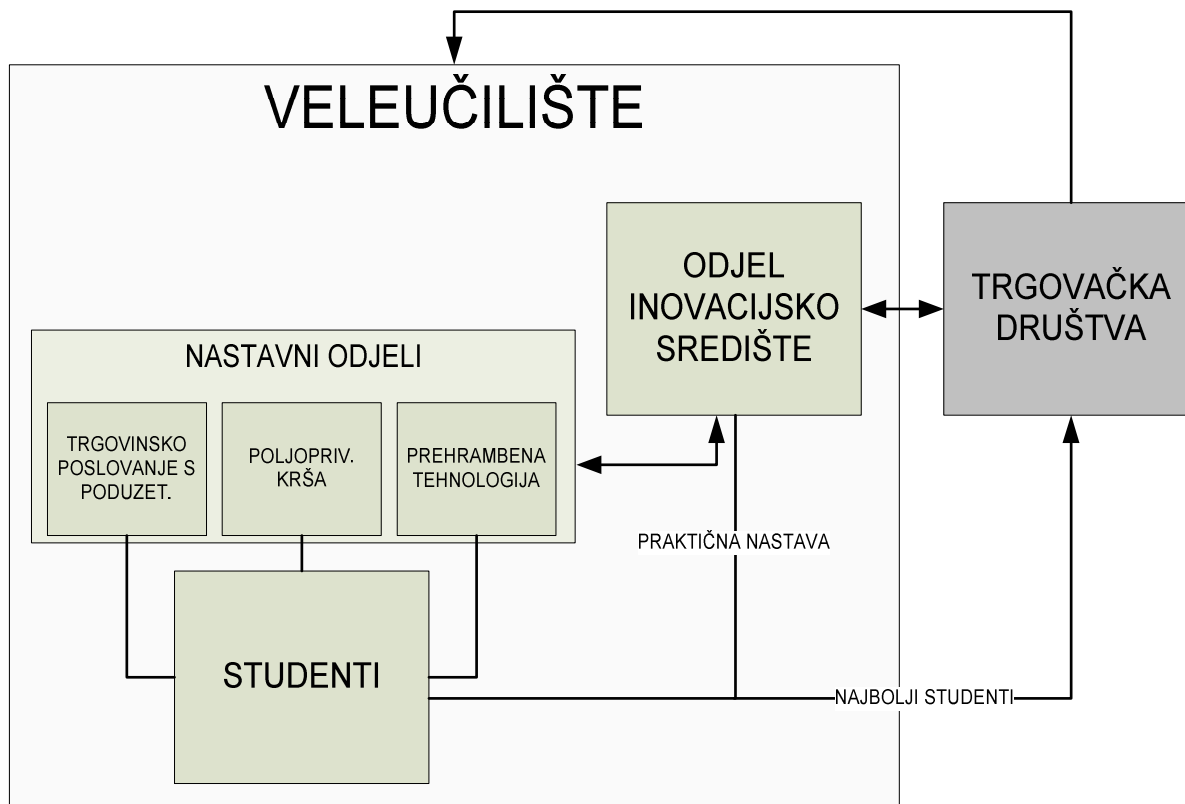 VELEUČILIŠTE
ODJEL
INOVACIJSKO
SREDIŠTE
TRGOVAČKA
DRUŠTVA
NASTAVNI ODJELI
TRGOVINSKO
POSLOVANJE S
PODUZET.
POLJOPRIV.
KRŠA
PREHRAMBENA
TEHNOLOGIJA
PRAKTIČNA NASTAVA
STUDENTI
NAJBOLJI STUDENTI